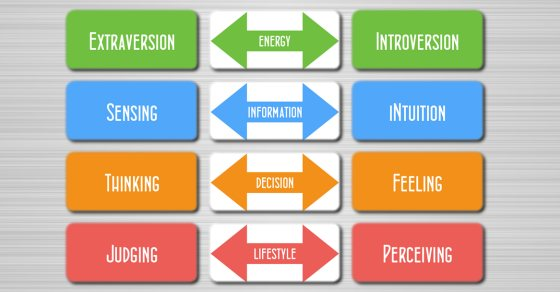 Extraversion ENERGY Introversion
Sensing INFORMATION iNtuition
Thinking DECISION Feeling
Judging LIFESTYLE Perceiving